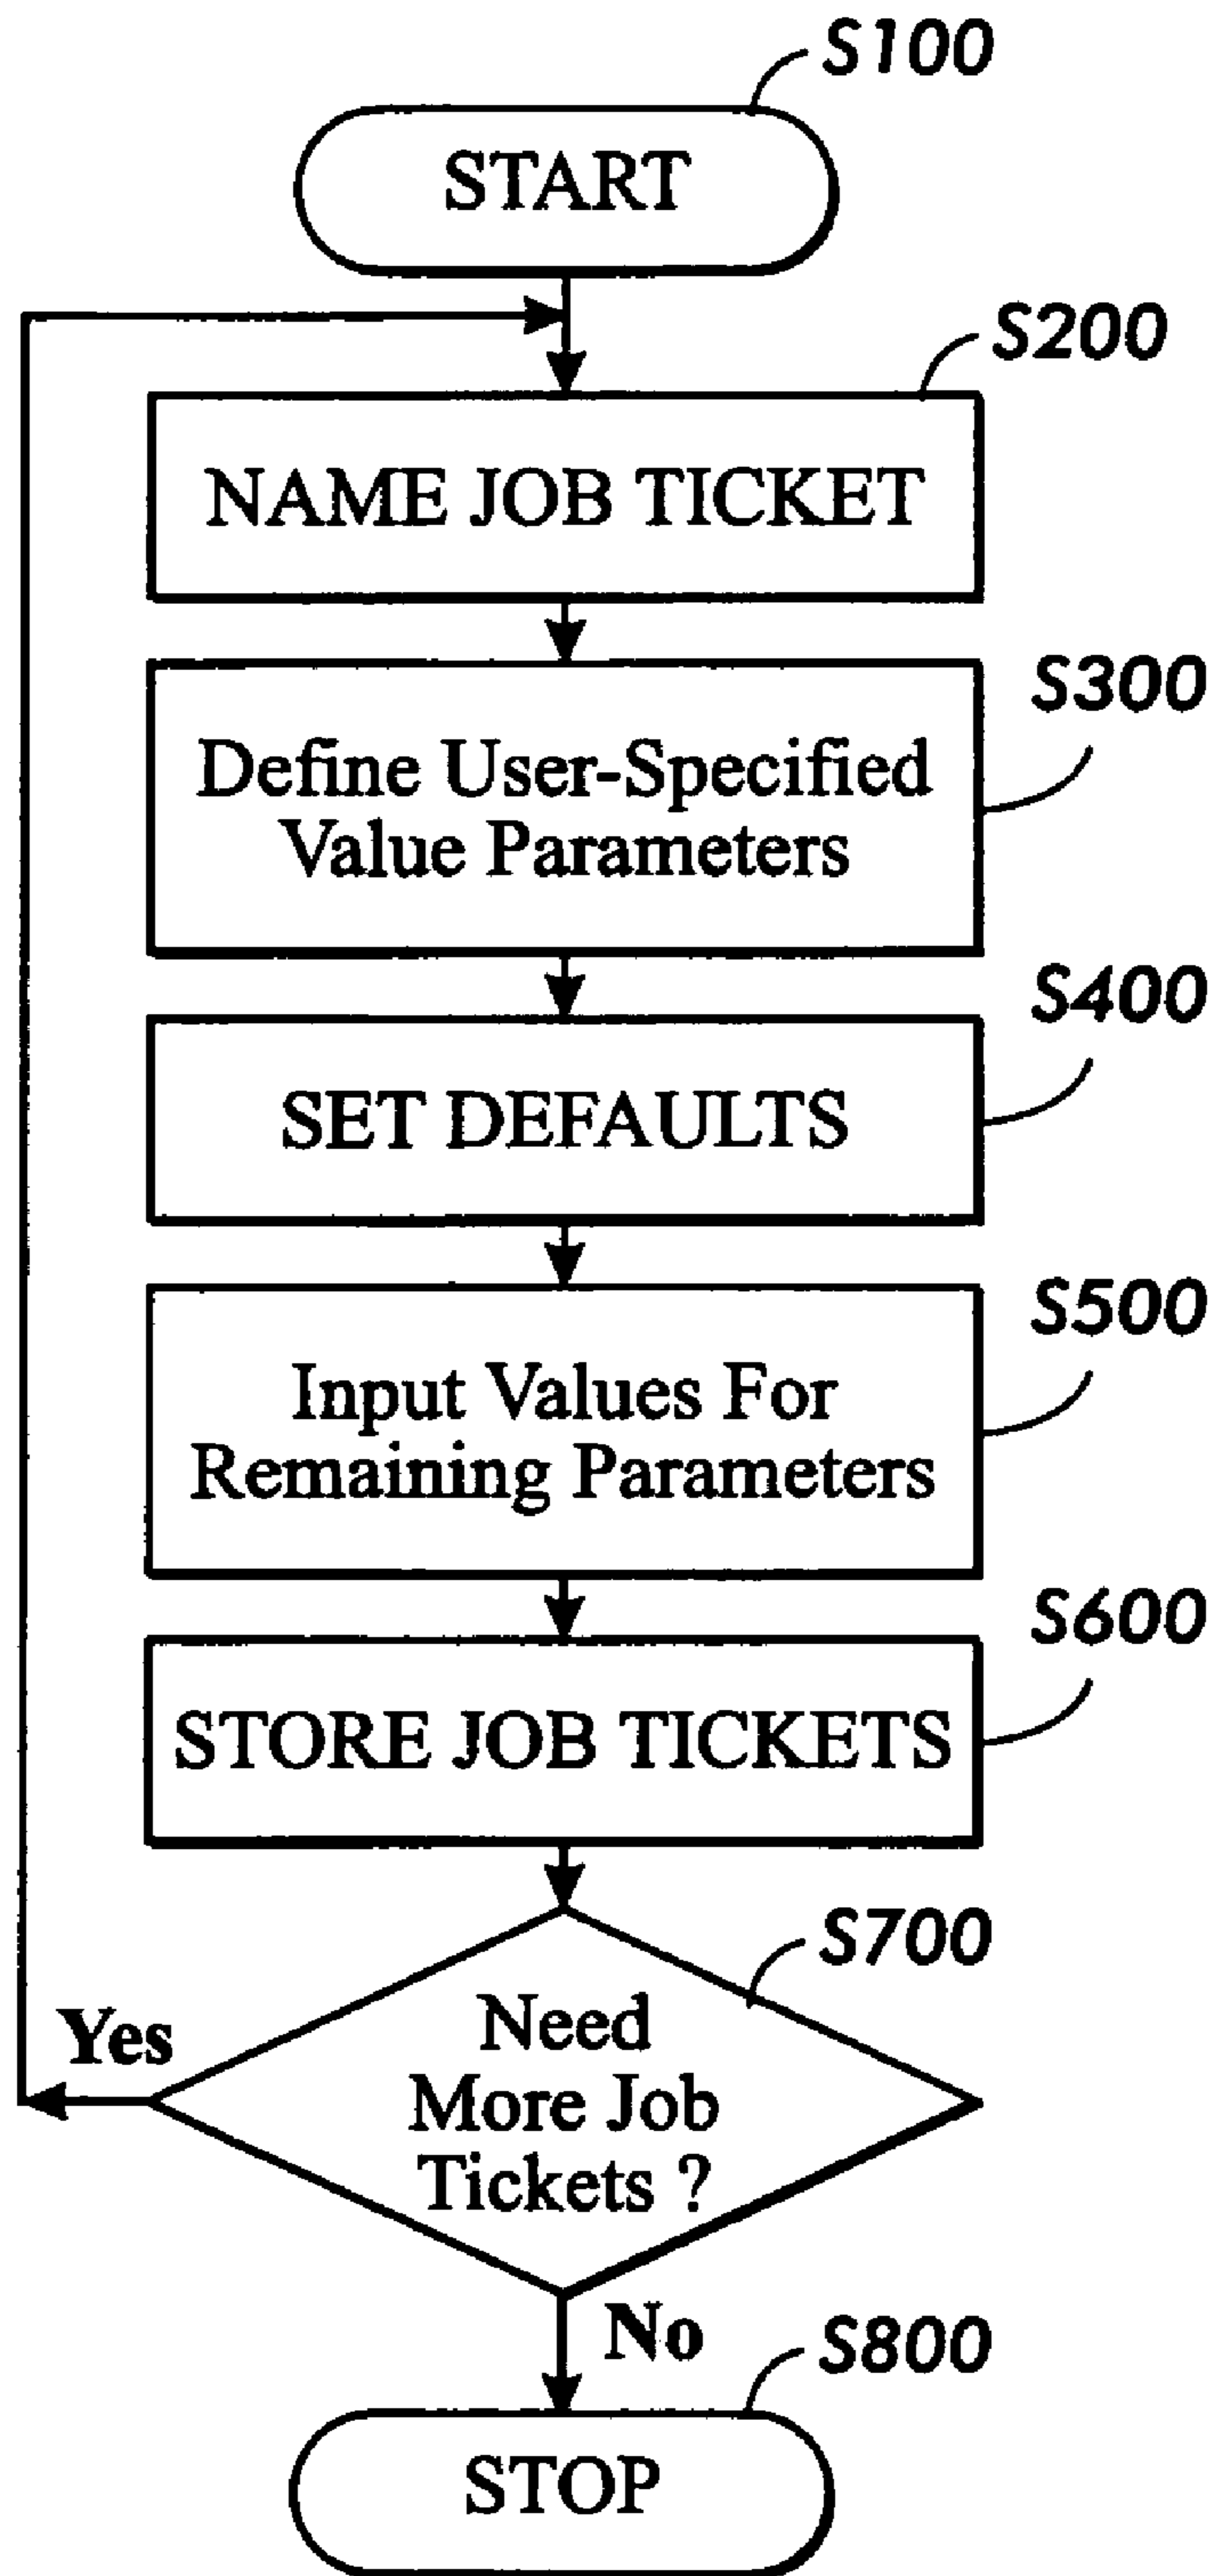 S100
START
S200
NAME JOB TICKET
S300
Define User-Specified
Value Parameters
S400
SET DEFAULTS
S500
Input Values For
Remaining Parameters
S600
STORE JOB TICKETS
S700
Need
More Job
Tickets ?
Yes
No
S800
STOP